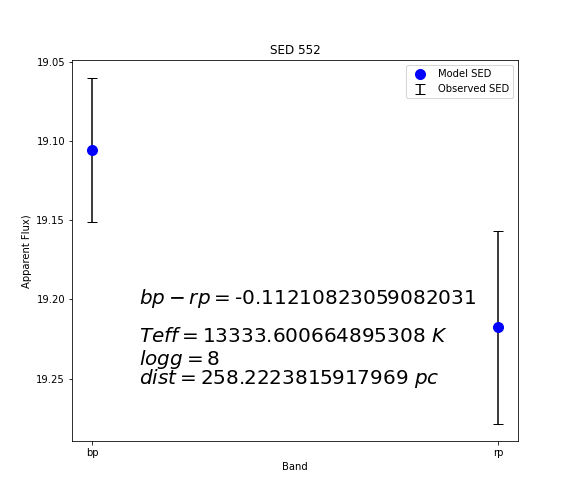 SED 552
19.05
19.10
19.15
19.20
19.25
Apparent Flux)
Model SED
Observed SED
bp − rp = -0.11210823059082031
Teff = 13333.600664895308 K
logg = 8
dist = 258.2223815917969 pc
bp
rp
Band